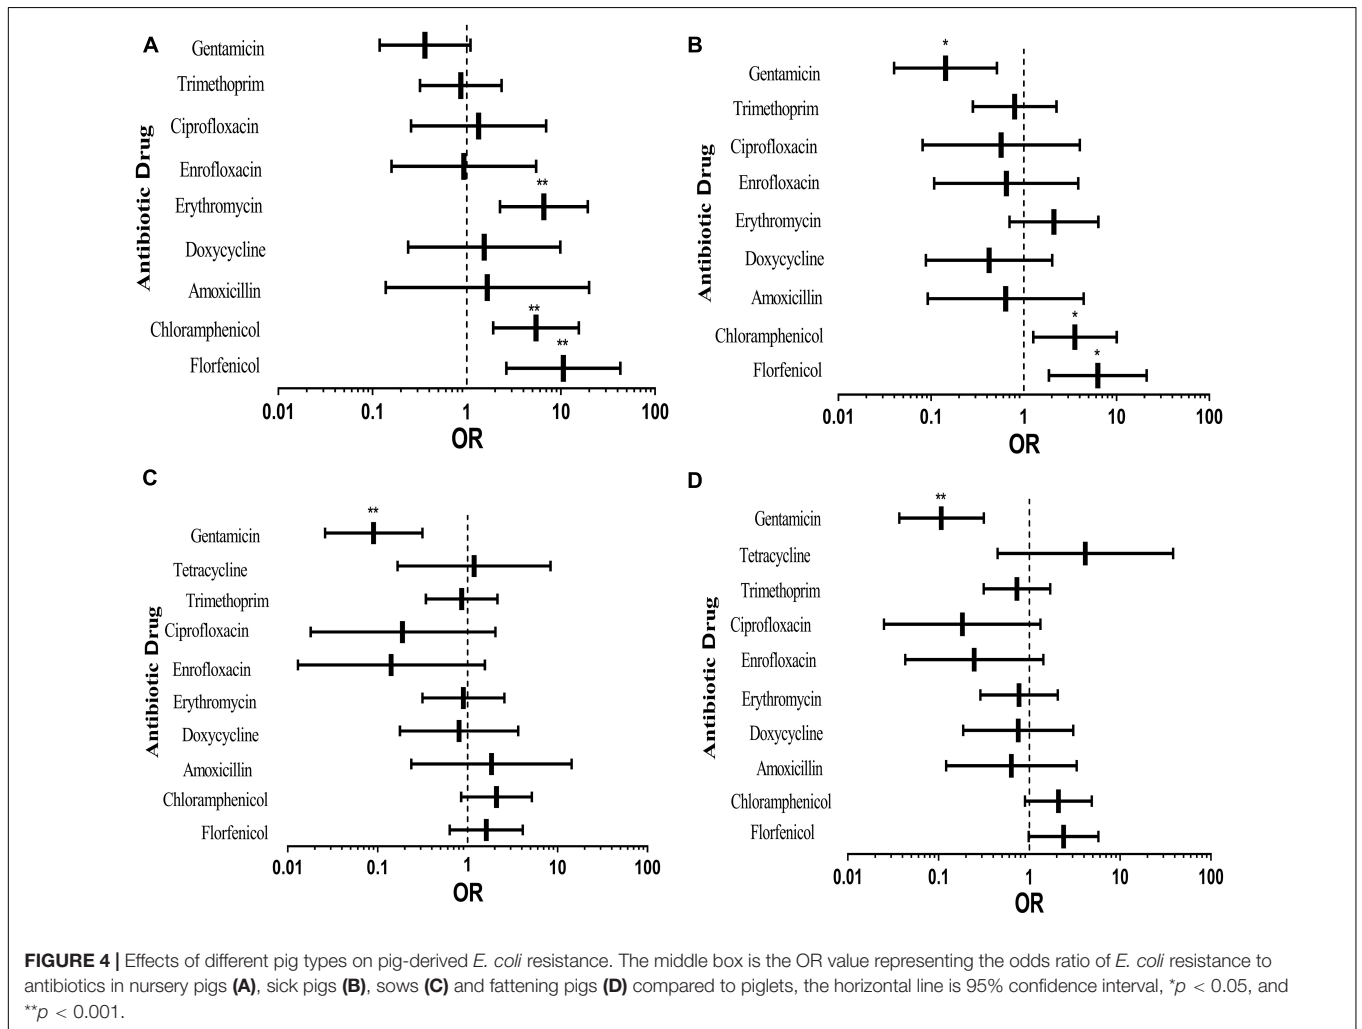 A
Gentamicin
Trimethoprim
Ciprofloxacin
Enrofloxacin
**
Erythromycin
Doxycycline
Amoxicillin
**
Chloramphenicol
**
Florfenicol
Antibiotic Drug
0.01 0.1 1 10 100
OR
B
*
Gentamicin
Trimethoprim
Ciprofloxacin
Enrofloxacin
Erythromycin
Doxycycline
Amoxicillin
*
Chloramphenicol
*
Florfenicol
Antibiotic Drug
0.01 0.1 1 10 100
OR
C
**
Gentamicin
Tetracycline
Trimethoprim
Ciprofloxacin
Enrofloxacin
Erythromycin
Doxycycline
Amoxicillin
Chloramphenicol
Florfenicol
Antibiotic Drug
0.01 0.1 1 10 100
OR
D
**
Gentamicin
Tetracycline
Trimethoprim
Ciprofloxacin
Enrofloxacin
Erythromycin
Doxycycline
Amoxicillin
Chloramphenicol
Florfenicol
Antibiotic Drug
0.01 0.1 1 10 100
OR
FIGURE 4 | Effects of different pig types on pig-derived E. coli resistance. The middle box is the OR value representing the odds ratio of E. coli resistance to
antibiotics in nursery pigs (A), sick pigs (B), sows (C) and fattening pigs (D) compared to piglets, the horizontal line is 95% confidence interval, *p < 0.05, and
**p < 0.001.